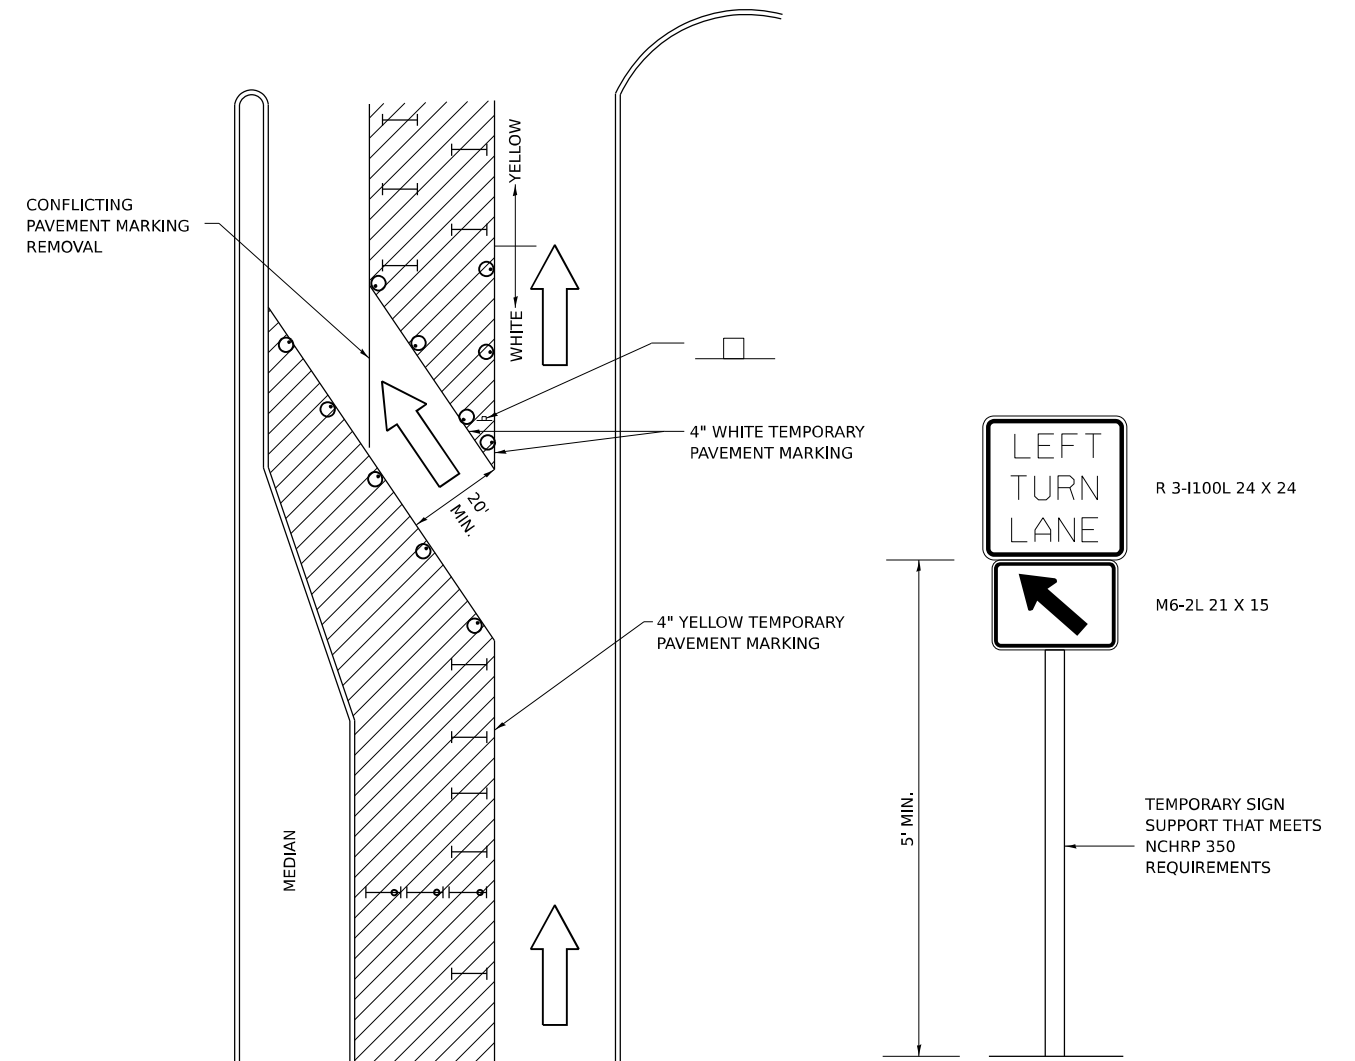 CONFLICTING
PAVEMENT MARKING
REMOVAL
YELLOW
WHITE
4" WHITE TEMPORARY
PAVEMENT MARKING
20'
MIN.
4" YELLOW TEMPORARY
PAVEMENT MARKING
MEDIAN
LEFT
TURN
LANE
R 3-I100L 24 X 24
M6-2L 21 X 15
5' MIN.
TEMPORARY SIGN
SUPPORT THAT MEETS
NCHRP 350
REQUIREMENTS